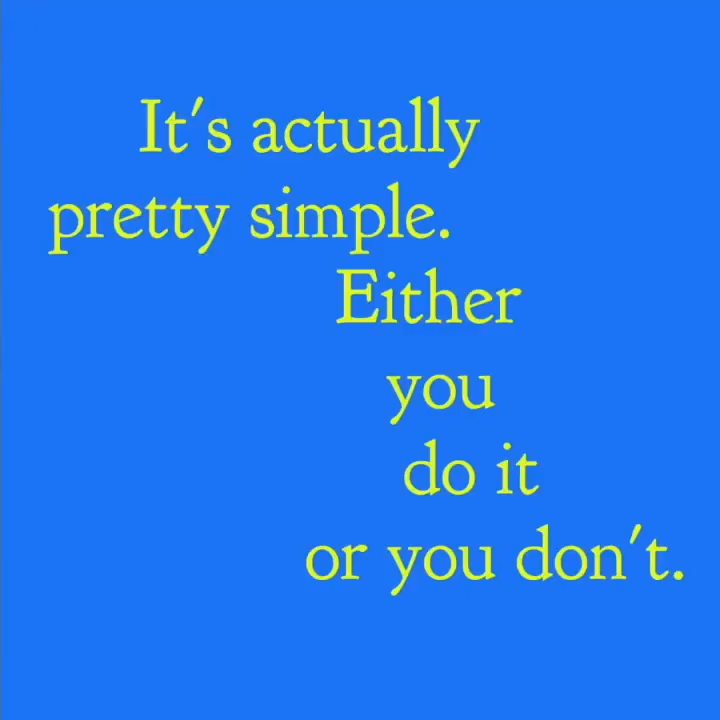 It's actually
pretty simple.
Either
you
do it
or you don't.